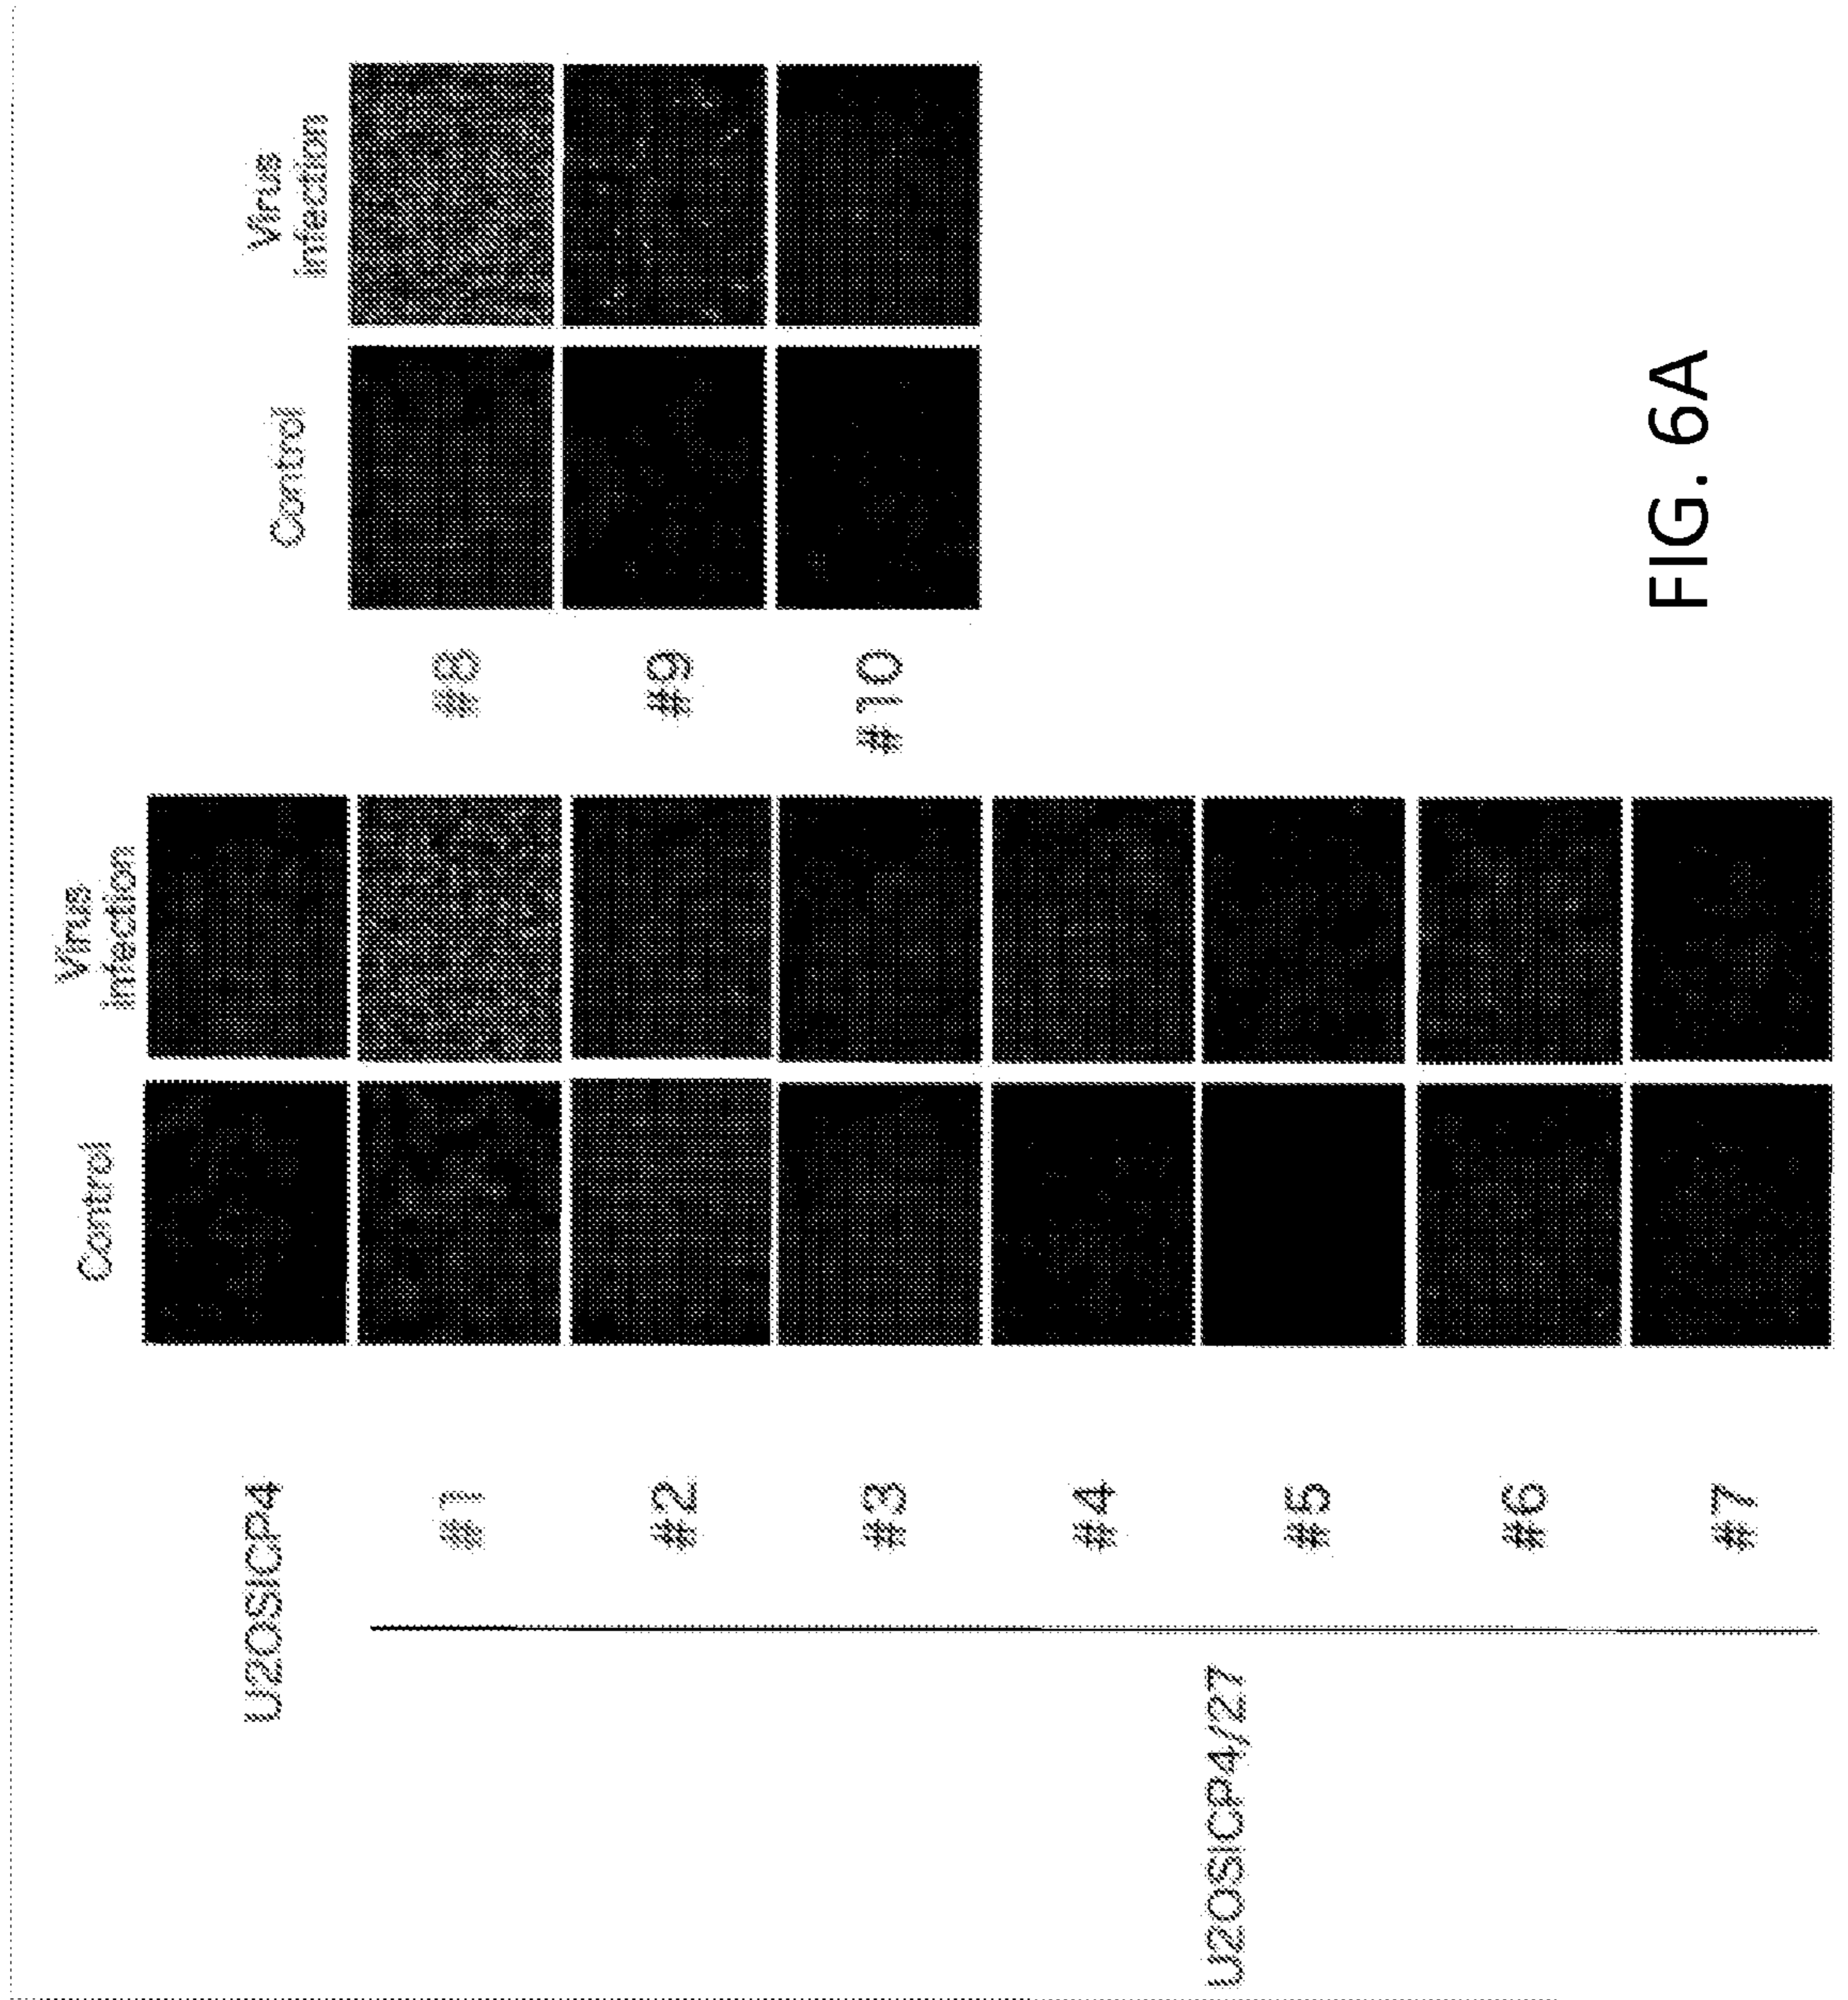 Control
Virus
infection
U2OSICP4
#1
#2
#3
#4
#5
#6
#7
U2OSICP4/27
Control
Virus
infection
#8
#9
#10
FIG. 6A